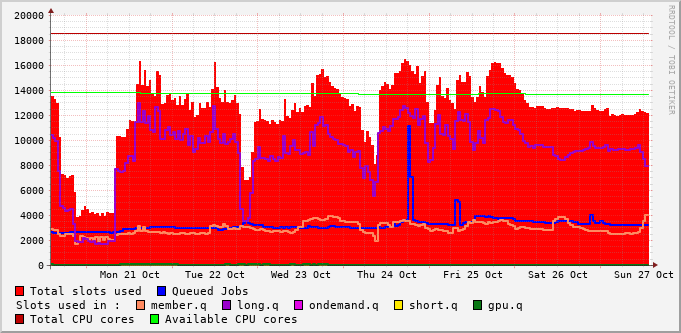 20000
18000
16000
14000
12000
10000
8000
6000
4000
2000
0
Mon 21 Oct Tue 22 Oct Wed 23 Oct Thu 24 Oct Fri 25 Oct Sat 26 Oct Sun 27 Oct
Total slots used Queued Jobs
Slots used in : member.q long.q ondemand.q short.q gpu.q
Total CPU cores Available CPU cores
RRDTOOL / TOBI OETIKER